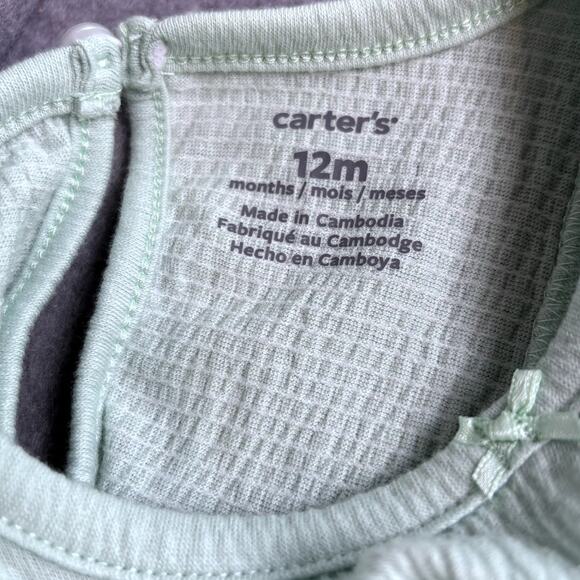 carter's
12m
months / mois / meses
Made in Cambodia
Fabriqué au Cambodge
Hecho en Camboya